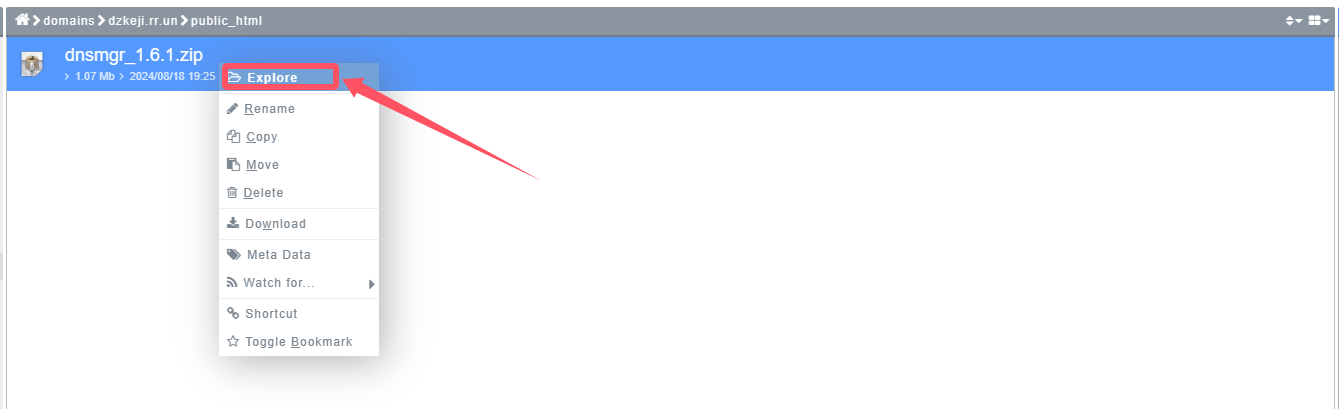 domains dzkeji.rr.un public_html
dnsmgr_1.6.1.zip
1.07 Mb 2024/08/18 19:25
Explore
Rename
Copy
Move
Delete
Download
Meta Data
Watch for...
Shortcut
Toggle Bookmark